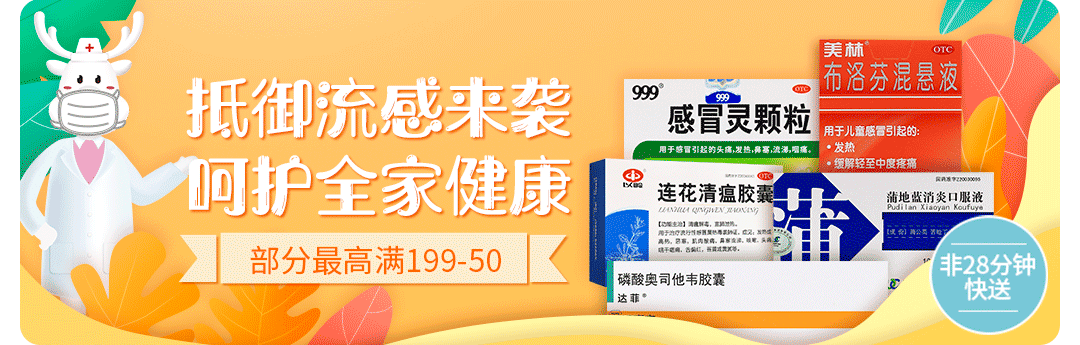 抵御流感来袭
呵护全家健康
部分最高满199-50
999®
OTC
999
感冒灵颗粒
用于感冒引起的头痛,发热,鼻塞,流涕,咽痛。
美林®
OTC
布洛芬混悬液
用于儿童感冒引起的:
·发热
·缓解轻至中度疼痛
以岭
OTC
连花清瘟胶囊
LIANHUA QINGWEN JIAONANG
蒲
蒲地蓝消炎口服液
Pudilan Xiaoyan Koufuye
磷酸奥司他韦胶囊
达菲®
非28分钟
快送